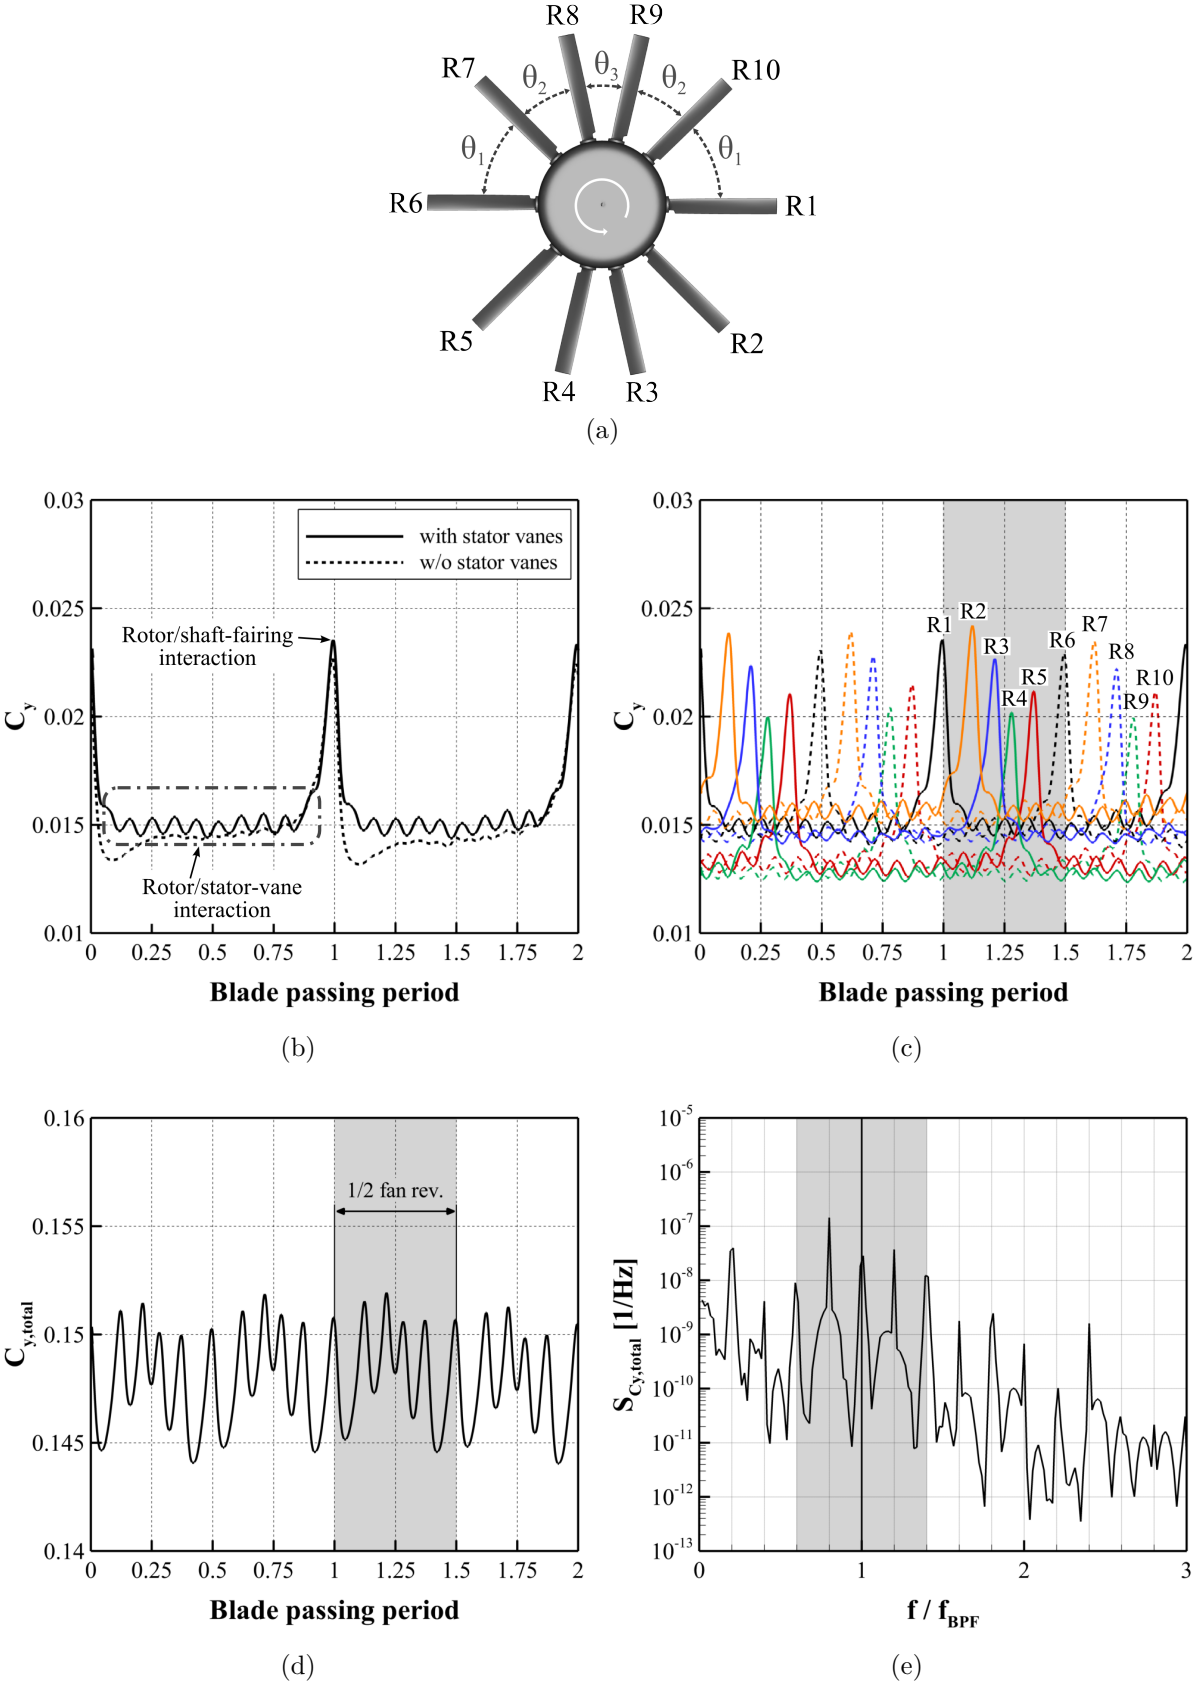 R8 R9
R7 θ2 θ3 θ2 R10
θ1 θ1
R6 R1
R5 R2
R4 R3
(a)
0.03
0.025
0.02
0.015
0.01
Cy
with stator vanes
w/o stator vanes
Rotor/shaft-fairing
interaction
Rotor/stator-vane
interaction
0 0.25 0.5 0.75 1 1.25 1.5 1.75 2
Blade passing period
(b)
0.03
0.025
0.02
0.015
0.01
Cy
R1 R2 R3 R4 R5 R6 R7 R8 R9 R10
0 0.25 0.5 0.75 1 1.25 1.5 1.75 2
Blade passing period
(c)
0.16
0.155
0.15
0.145
0.14
Cy,total
1/2 fan rev.
0 0.25 0.5 0.75 1 1.25 1.5 1.75 2
Blade passing period
(d)
10-5
10-6
10-7
10-8
10-9
10-10
10-11
10-12
10-13
SCy,total [1/Hz]
0 1 2 3
f / fBPF
(e)